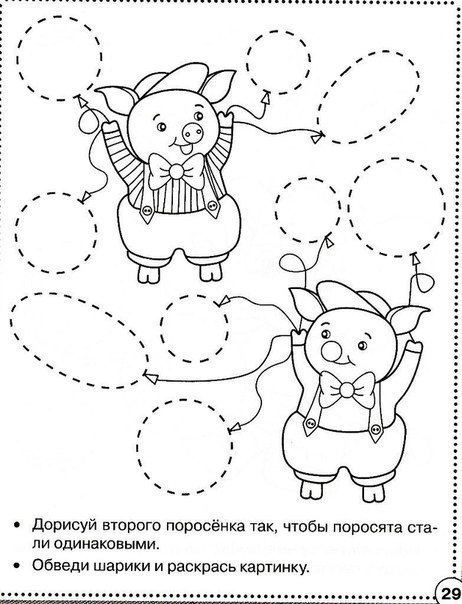 • Дорисуй второго поросёнка так, чтобы поросята ста-
ли одинаковыми.
• Обведи шарики и раскрась картинку.
29